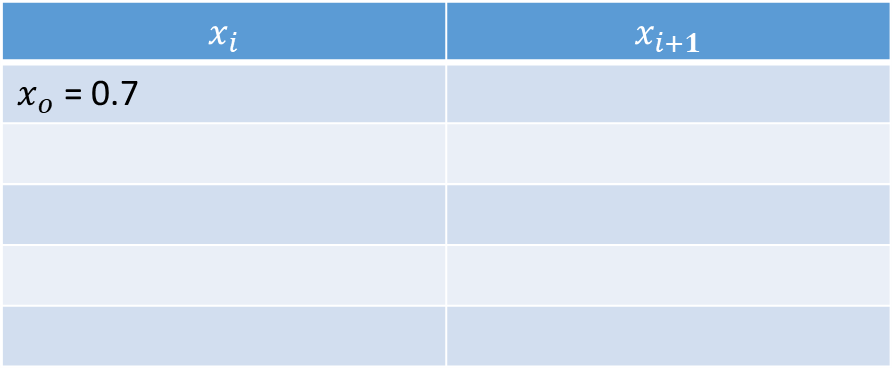 xᵢ xᵢ₊₁
xₒ = 0.7